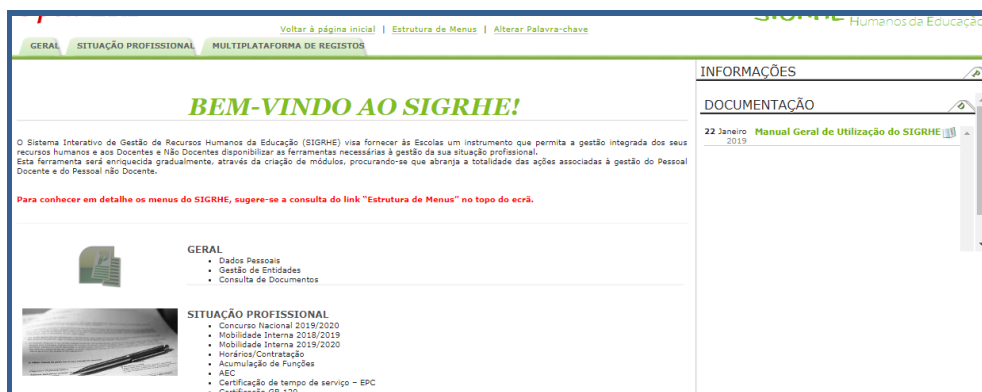 Voltar à página inicial | Estrutura de Menus | Alterar Palavra-chave
Humanos da Educação
GERAL SITUAÇÃO PROFISSIONAL MULTIPLATAFORMA DE REGISTOS
BEM-VINDO AO SIGRHE!
O Sistema Interativo de Gestão de Recursos Humanos da Educação (SIGRHE) visa fornecer às Escolas um instrumento que permita a gestão integrada dos seus
recursos humanos e aos Docentes e Não Docentes disponibilizar as ferramentas necessárias à gestão da sua situação profissional.
Esta ferramenta será enriquecida gradualmente, através da criação de módulos, procurando-se que abranja a totalidade das ações associadas à gestão do Pessoal
Docente e do Pessoal não Docente.
Para conhecer em detalhe os menus do SIGRHE, sugere-se a consulta do link "Estrutura de Menus" no topo do ecrã.
GERAL
• Dados Pessoais
• Gestão de Entidades
• Consulta de Documentos
SITUAÇÃO PROFISSIONAL
• Concurso Nacional 2019/2020
• Mobilidade Interna 2018/2019
• Mobilidade Interna 2019/2020
• Horários/Contratação
• Acumulação de Funções
• AEC
• Certificação de tempo de serviço – EPC
• Certificação GR 120
INFORMAÇÕES
DOCUMENTAÇÃO
22 Janeiro Manual Geral de Utilização do SIGRHE
2019